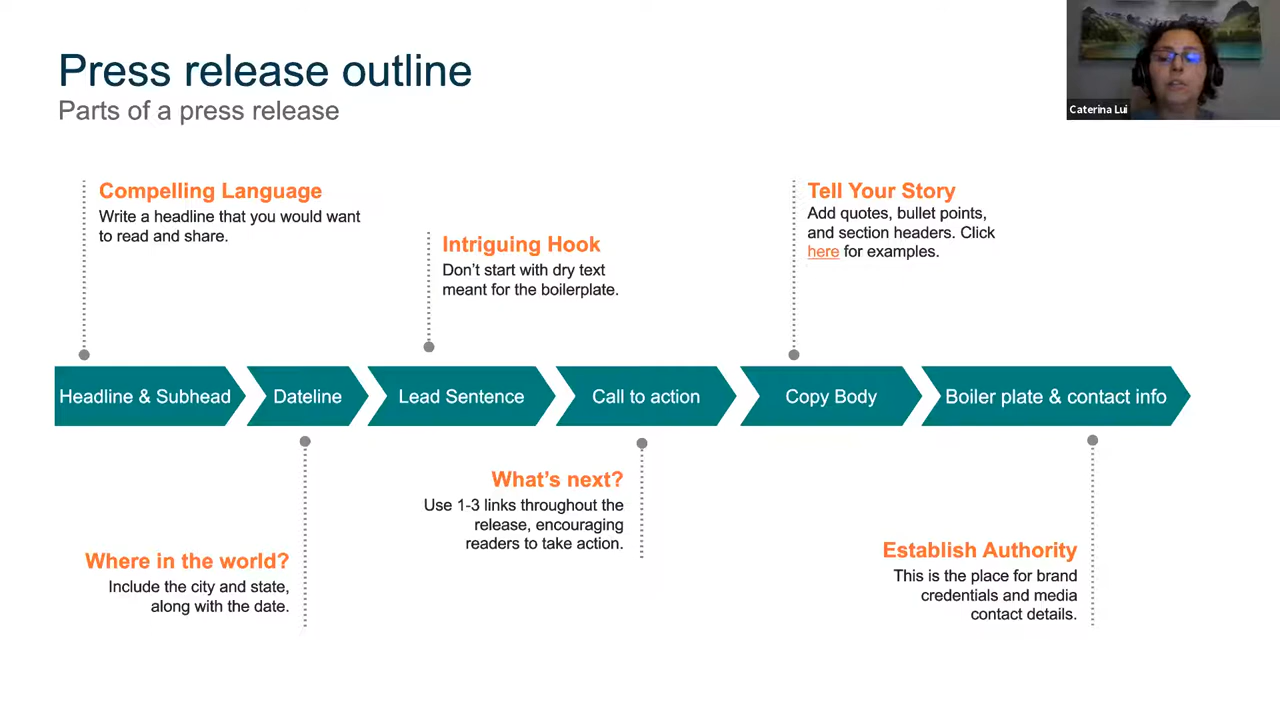 Press release outline
Parts of a press release
Caterina Lui
Compelling Language
Write a headline that you would want
to read and share.
Intriguing Hook
Don’t start with dry text
meant for the boilerplate.
Tell Your Story
Add quotes, bullet points,
and section headers. Click
here for examples.
Headline & Subhead
Dateline
Lead Sentence
Call to action
Copy Body
Boiler plate & contact info
Where in the world?
Include the city and state,
along with the date.
What’s next?
Use 1-3 links throughout the
release, encouraging
readers to take action.
Establish Authority
This is the place for brand
credentials and media
contact details.